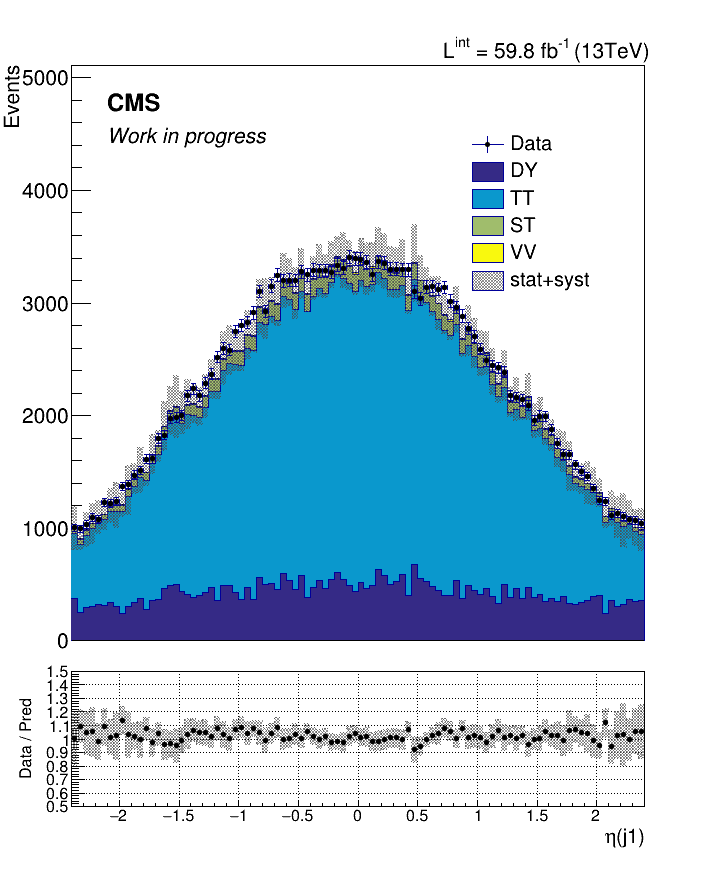 L^int = 59.8 fb^-1 (13TeV)
Events
5000
4000
3000
2000
1000
0
CMS
Work in progress
Data
DY
TT
ST
VV
stat+syst
Data / Pred
1.5
1.4
1.3
1.2
1.1
1
0.9
0.8
0.7
0.6
0.5
−2 −1.5 −1 −0.5 0 0.5 1 1.5 2
η(j1)